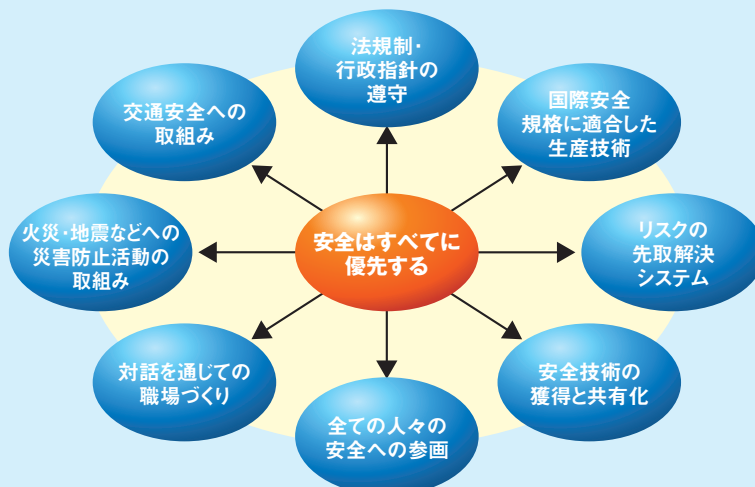 法規制・
行政指針の
遵守
国際安全
規格に適合した
生産技術
リスクの
先取解決
システム
安全技術の
獲得と共有化
全ての人々の
安全への参画
対話を通じての
職場づくり
火災・地震などへの
災害防止活動の
取組み
交通安全への
取組み
安全はすべてに
優先する